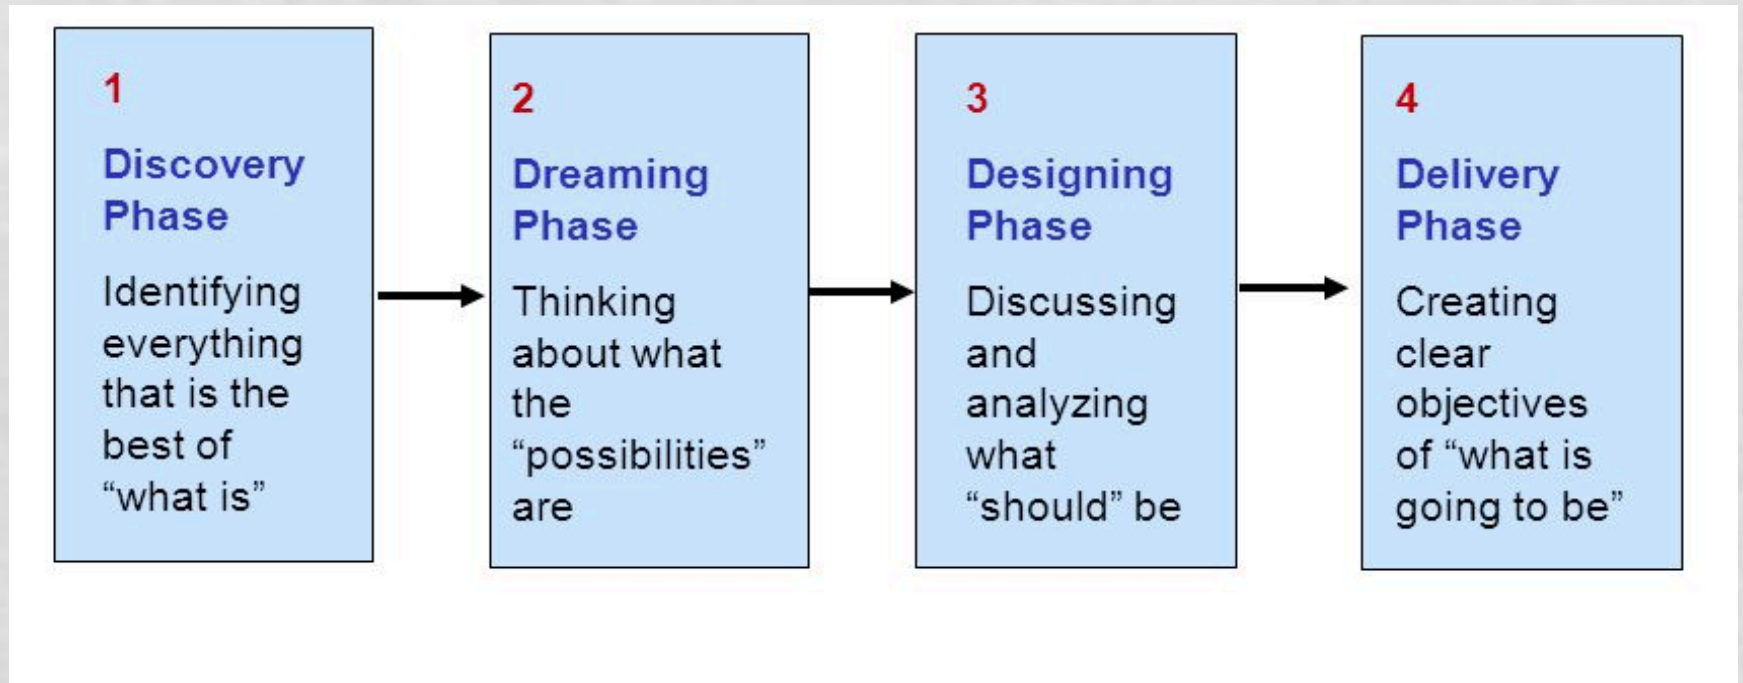 1
Discovery
Phase
Identifying
everything
that is the
best of
“what is”
2
Dreaming
Phase
Thinking
about what
the
“possibilities”
are
3
Designing
Phase
Discussing
and
analyzing
what
“should” be
4
Delivery
Phase
Creating
clear
objectives
of “what is
going to be”